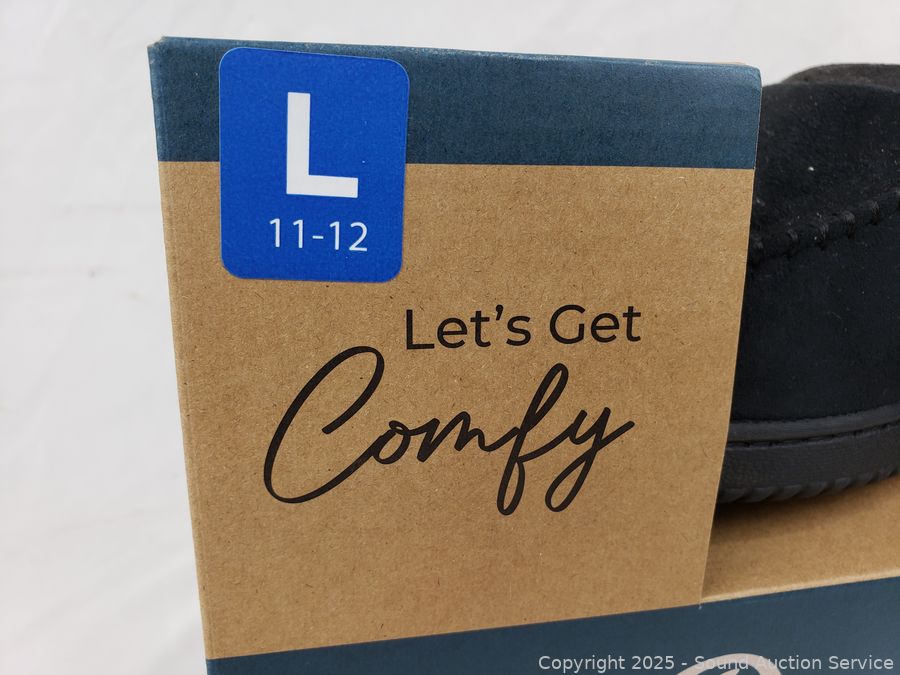 L
11-12
Let's Get
Comfy
Copyright 2025 - Sound Auction Service